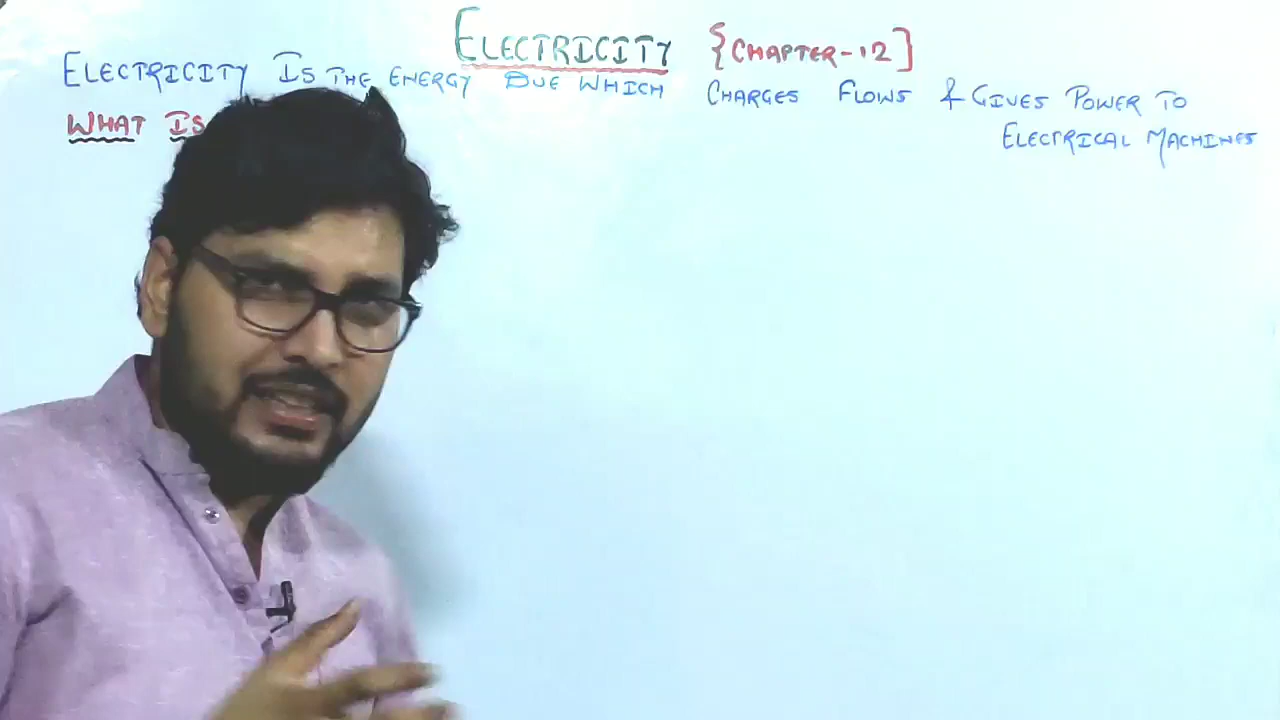 ELECTRICITY {CHAPTER-12]
ELECTRICITY IS THE ENERGY DUE WHICH CHARGES FLOWS & GIVES POWER TO
ELECTRICAL MACHINES
WHAT IS